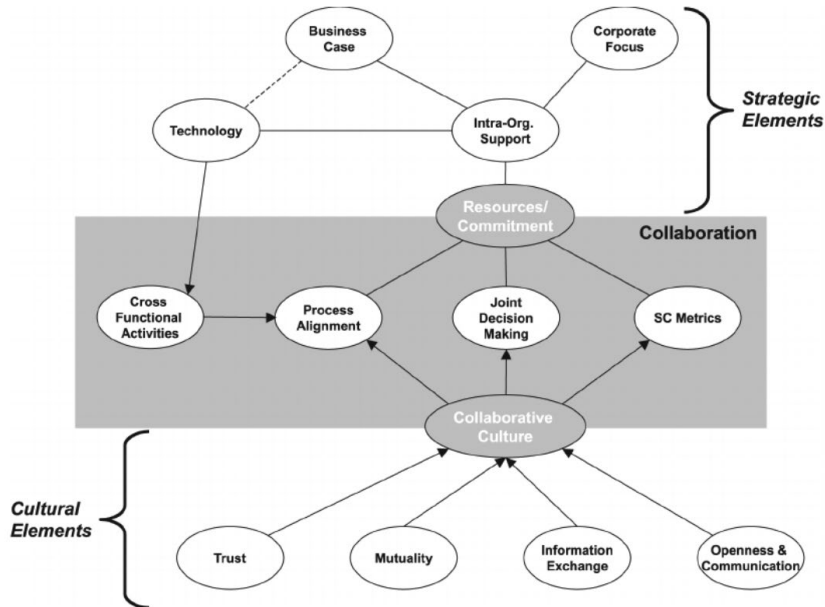 Business
Case
Corporate
Focus
Strategic
Elements
Technology
Intra-Org.
Support
Resources/
Commitment
Collaboration
Cross
Functional
Activities
Process
Alignment
Joint
Decision
Making
SC Metrics
Collaborative
Culture
Cultural
Elements
Trust
Mutuality
Information
Exchange
Openness &
Communication